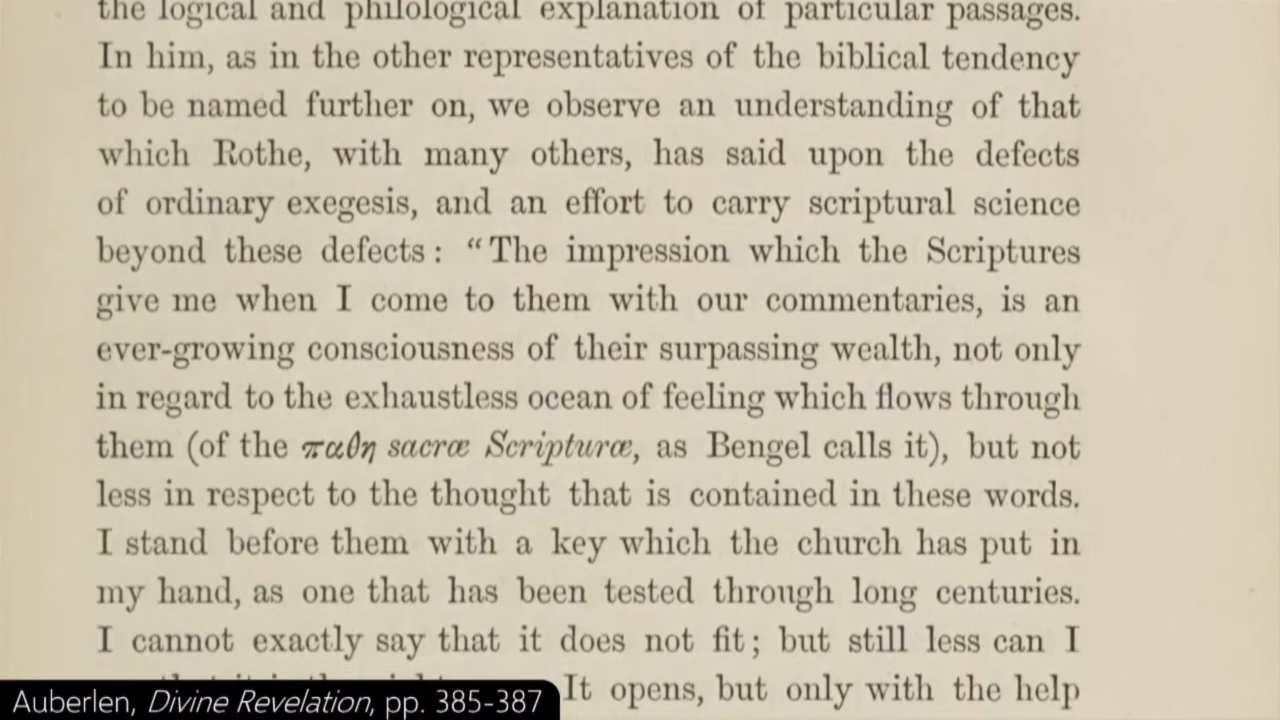 the logical and philological explanation of particular passages.
In him, as in the other representatives of the biblical tendency
to be named further on, we observe an understanding of that
which Rothe, with many others, has said upon the defects
of ordinary exegesis, and an effort to carry scriptural science
beyond these defects: “The impression which the Scriptures
give me when I come to them with our commentaries, is an
ever-growing consciousness of their surpassing wealth, not only
in regard to the exhaustless ocean of feeling which flows through
them (of the παθη sacræ Scripturæ, as Bengel calls it), but not
less in respect to the thought that is contained in these words.
I stand before them with a key which the church has put in
my hand, as one that has been tested through long centuries.
I cannot exactly say that it does not fit; but still less can I
It opens, but only with the help
Auberlen, Divine Revelation, pp. 385-387